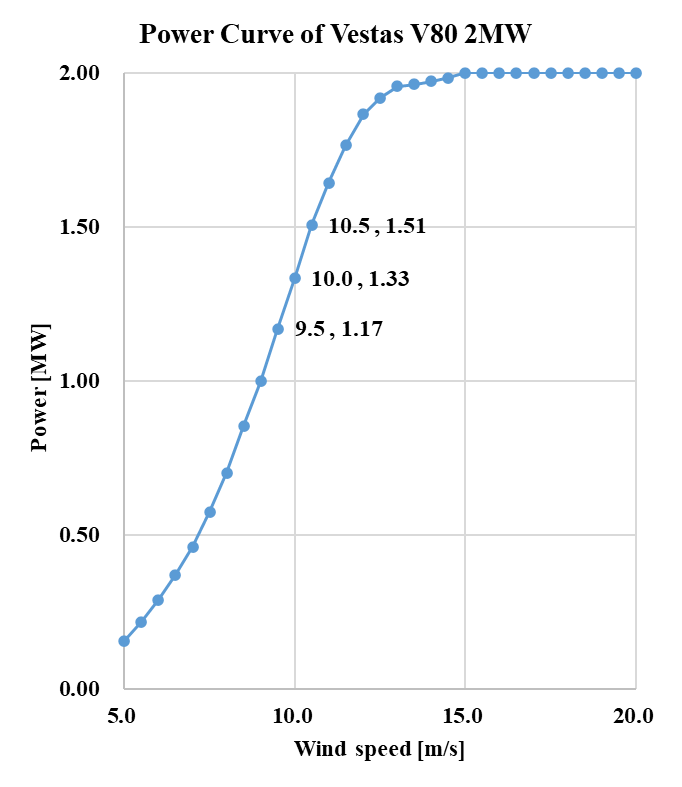 Power Curve of Vestas V80 2MW
2.00
1.50
10.5 , 1.51
10.0 , 1.33
9.5 , 1.17
1.00
0.50
0.00
Power [MW]
5.0 10.0 15.0 20.0
Wind speed [m/s]